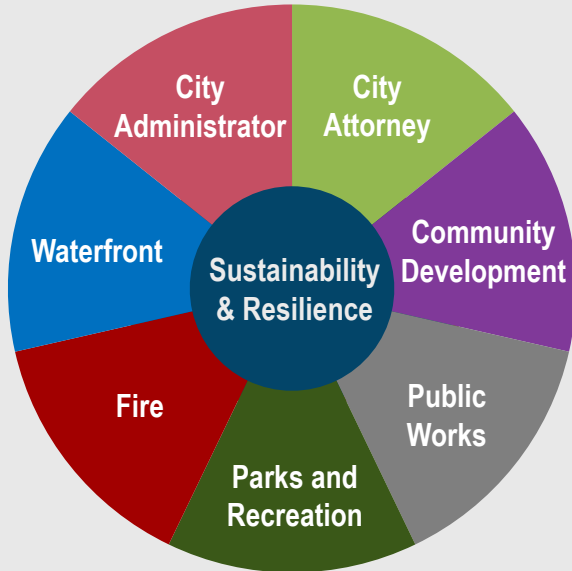 City
Administrator
City
Attorney
Waterfront
Sustainability
& Resilience
Community
Development
Fire
Public
Works
Parks and
Recreation